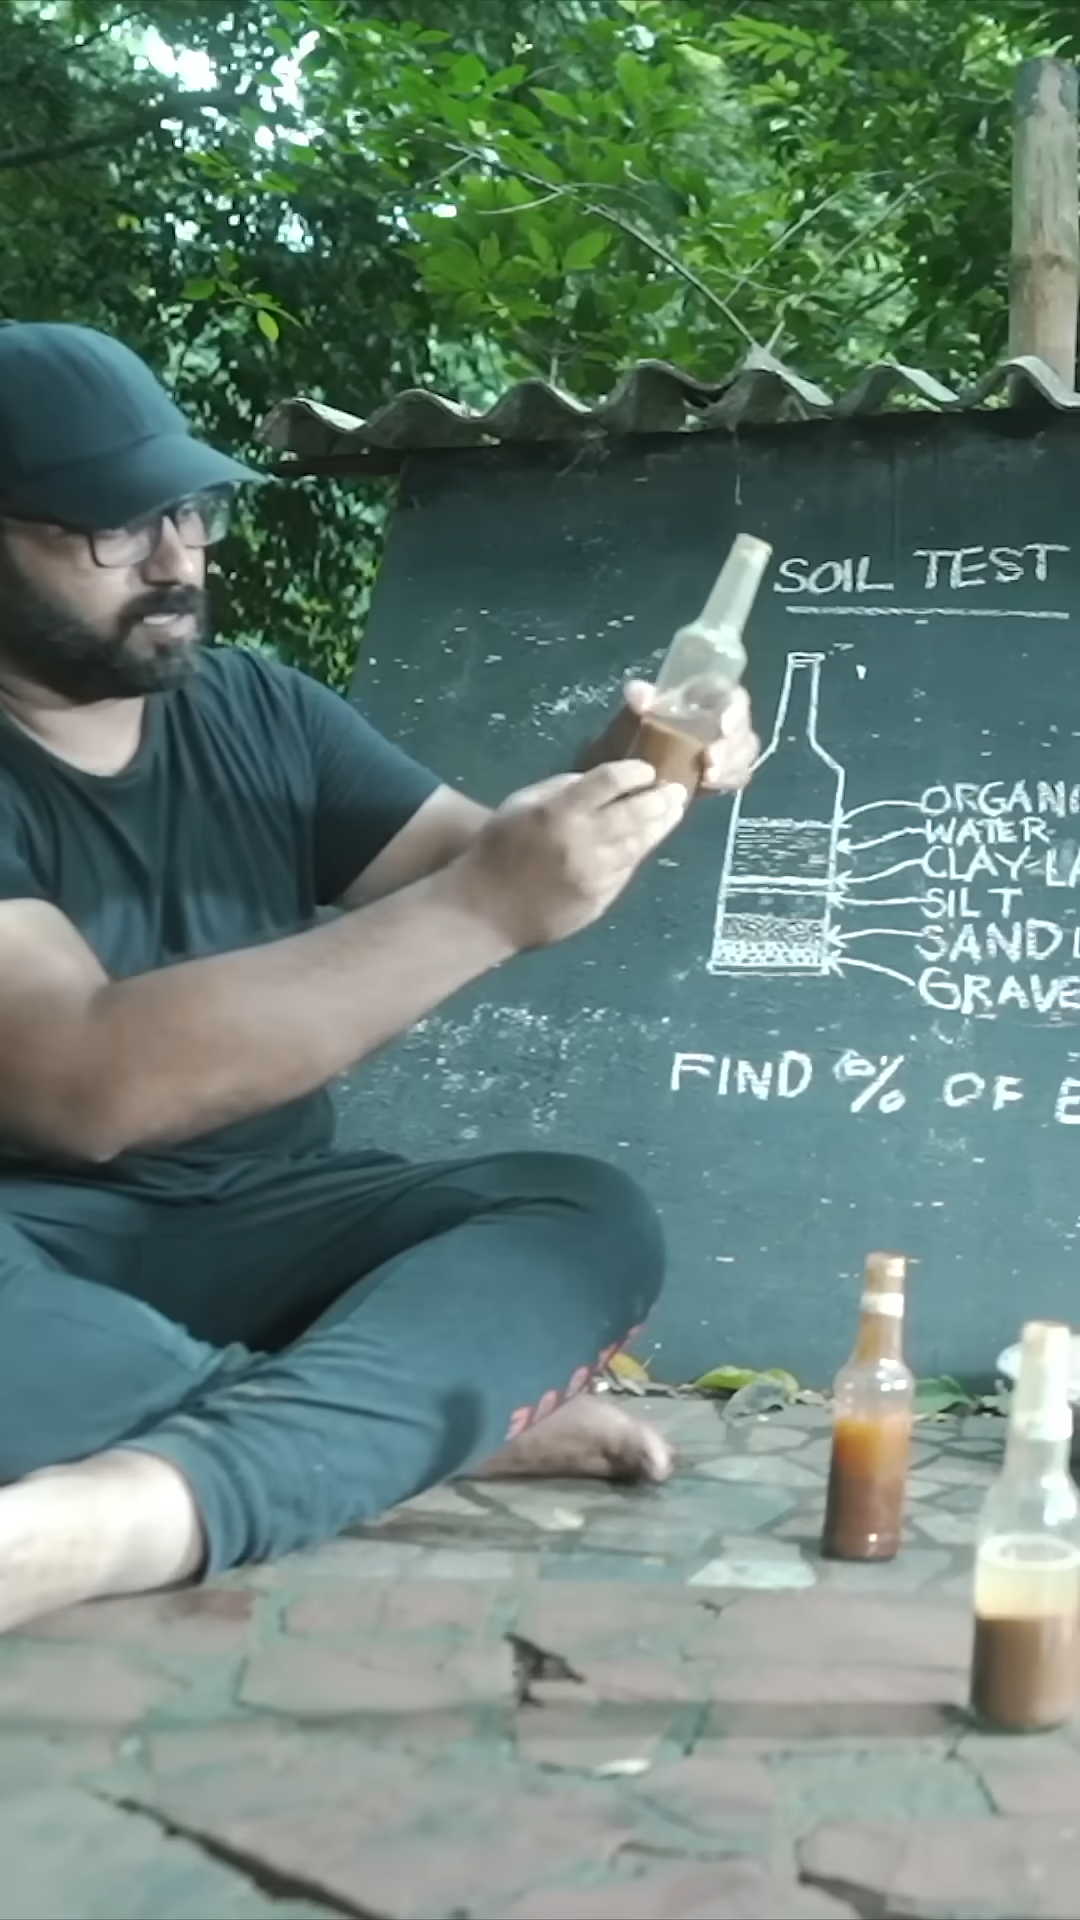 SOIL TEST
ORGANI
WATER
CLAY LA
SILT
SAND L
GRAVE
FIND % OF E